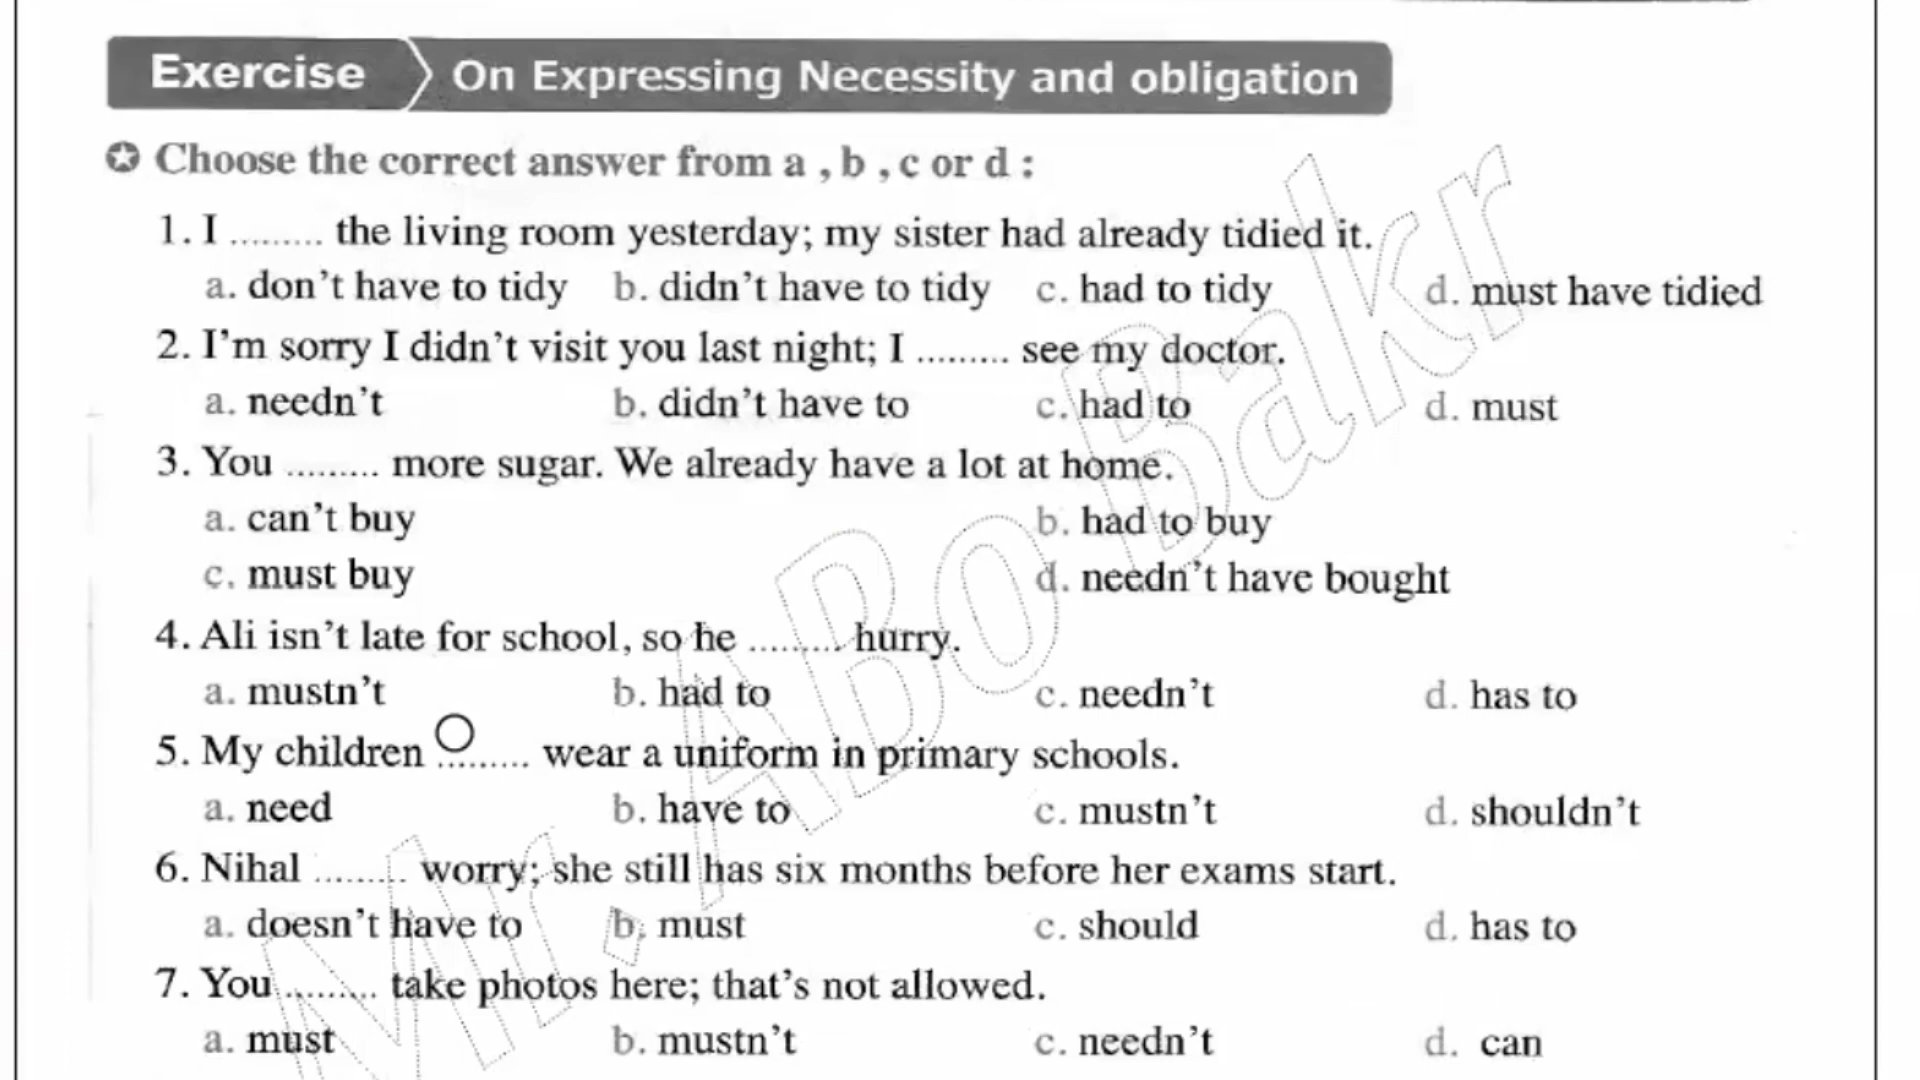 Exercise On Expressing Necessity and obligation
Choose the correct answer from a , b , c or d :
1. I ......... the living room yesterday; my sister had already tidied it.
a. don't have to tidy b. didn't have to tidy c. had to tidy d. must have tidied
2. I'm sorry I didn't visit you last night; I ......... see my doctor.
a. needn't b. didn't have to c. had to d. must
3. You ......... more sugar. We already have a lot at home.
a. can't buy b. had to buy
c. must buy d. needn't have bought
4. Ali isn't late for school, so he ......... hurry.
a. mustn't b. had to c. needn't d. has to
5. My children ......... wear a uniform in primary schools.
a. need b. have to c. mustn't d. shouldn't
6. Nihal ......... worry; she still has six months before her exams start.
a. doesn't have to b. must c. should d. has to
7. You ......... take photos here; that's not allowed.
a. must b. mustn't c. needn't d. can
Mr. ABo Bakr